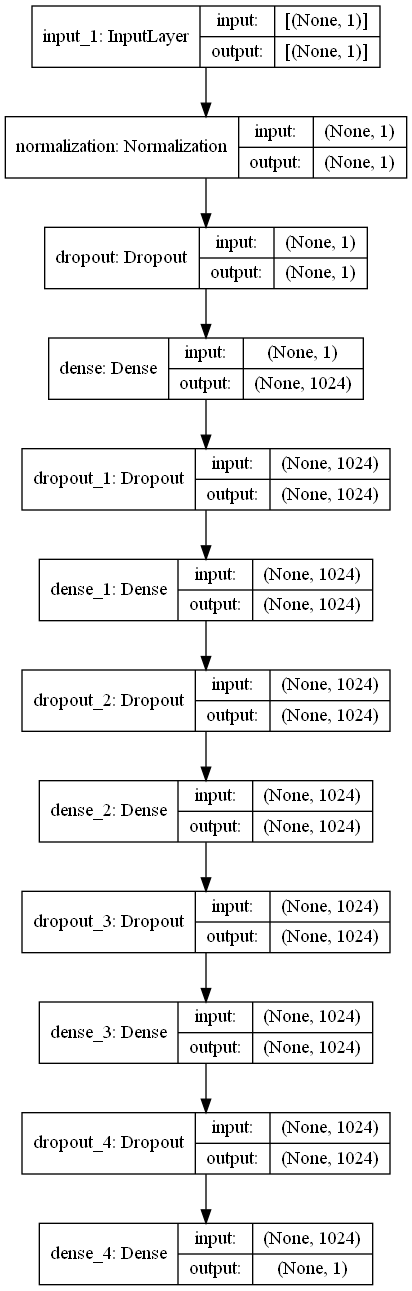 input_1: InputLayer
input: [(None, 1)]
output: [(None, 1)]
normalization: Normalization
input: (None, 1)
output: (None, 1)
dropout: Dropout
input: (None, 1)
output: (None, 1)
dense: Dense
input: (None, 1)
output: (None, 1024)
dropout_1: Dropout
input: (None, 1024)
output: (None, 1024)
dense_1: Dense
input: (None, 1024)
output: (None, 1024)
dropout_2: Dropout
input: (None, 1024)
output: (None, 1024)
dense_2: Dense
input: (None, 1024)
output: (None, 1024)
dropout_3: Dropout
input: (None, 1024)
output: (None, 1024)
dense_3: Dense
input: (None, 1024)
output: (None, 1024)
dropout_4: Dropout
input: (None, 1024)
output: (None, 1024)
dense_4: Dense
input: (None, 1024)
output: (None, 1)